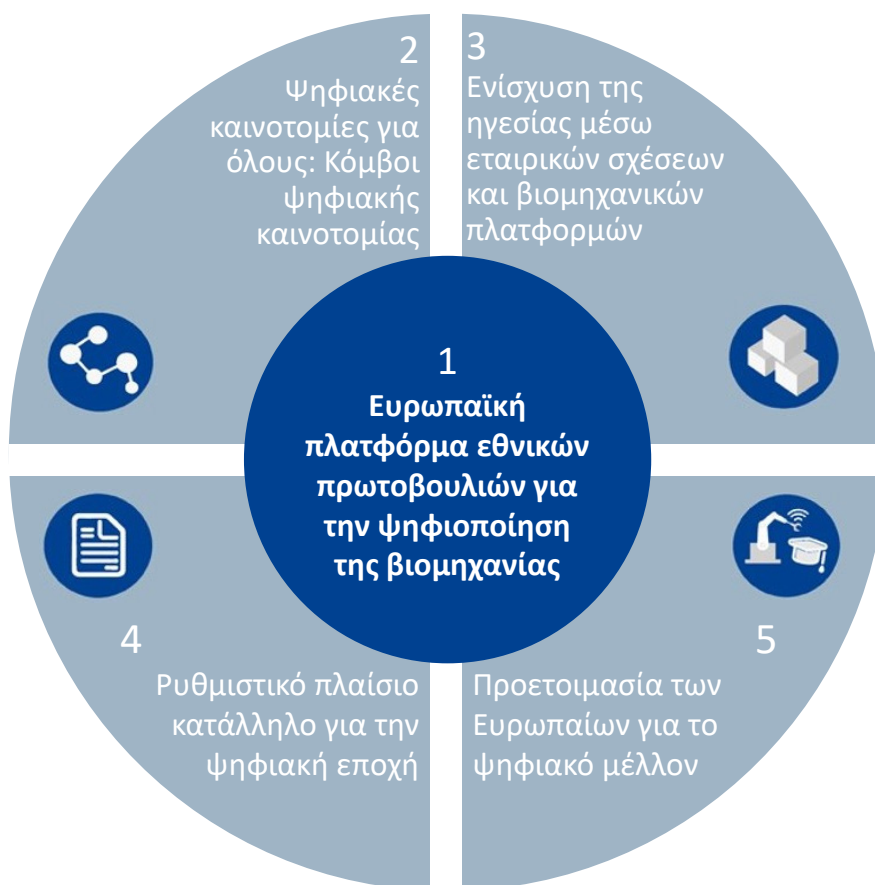 2
Ψηφιακές
καινοτομίες για
όλους: Κόμβοι
ψηφιακής
καινοτομίας
3
Ενίσχυση της
ηγεσίας μέσω
εταιρικών σχέσεων
και βιομηχανικών
πλατφορμών
1
Ευρωπαϊκή
πλατφόρμα εθνικών
πρωτοβουλιών για
την ψηφιοποίηση
της βιομηχανίας
4
Ρυθμιστικό πλαίσιο
κατάλληλο για την
ψηφιακή εποχή
5
Προετοιμασία των
Ευρωπαίων για το
ψηφιακό μέλλον